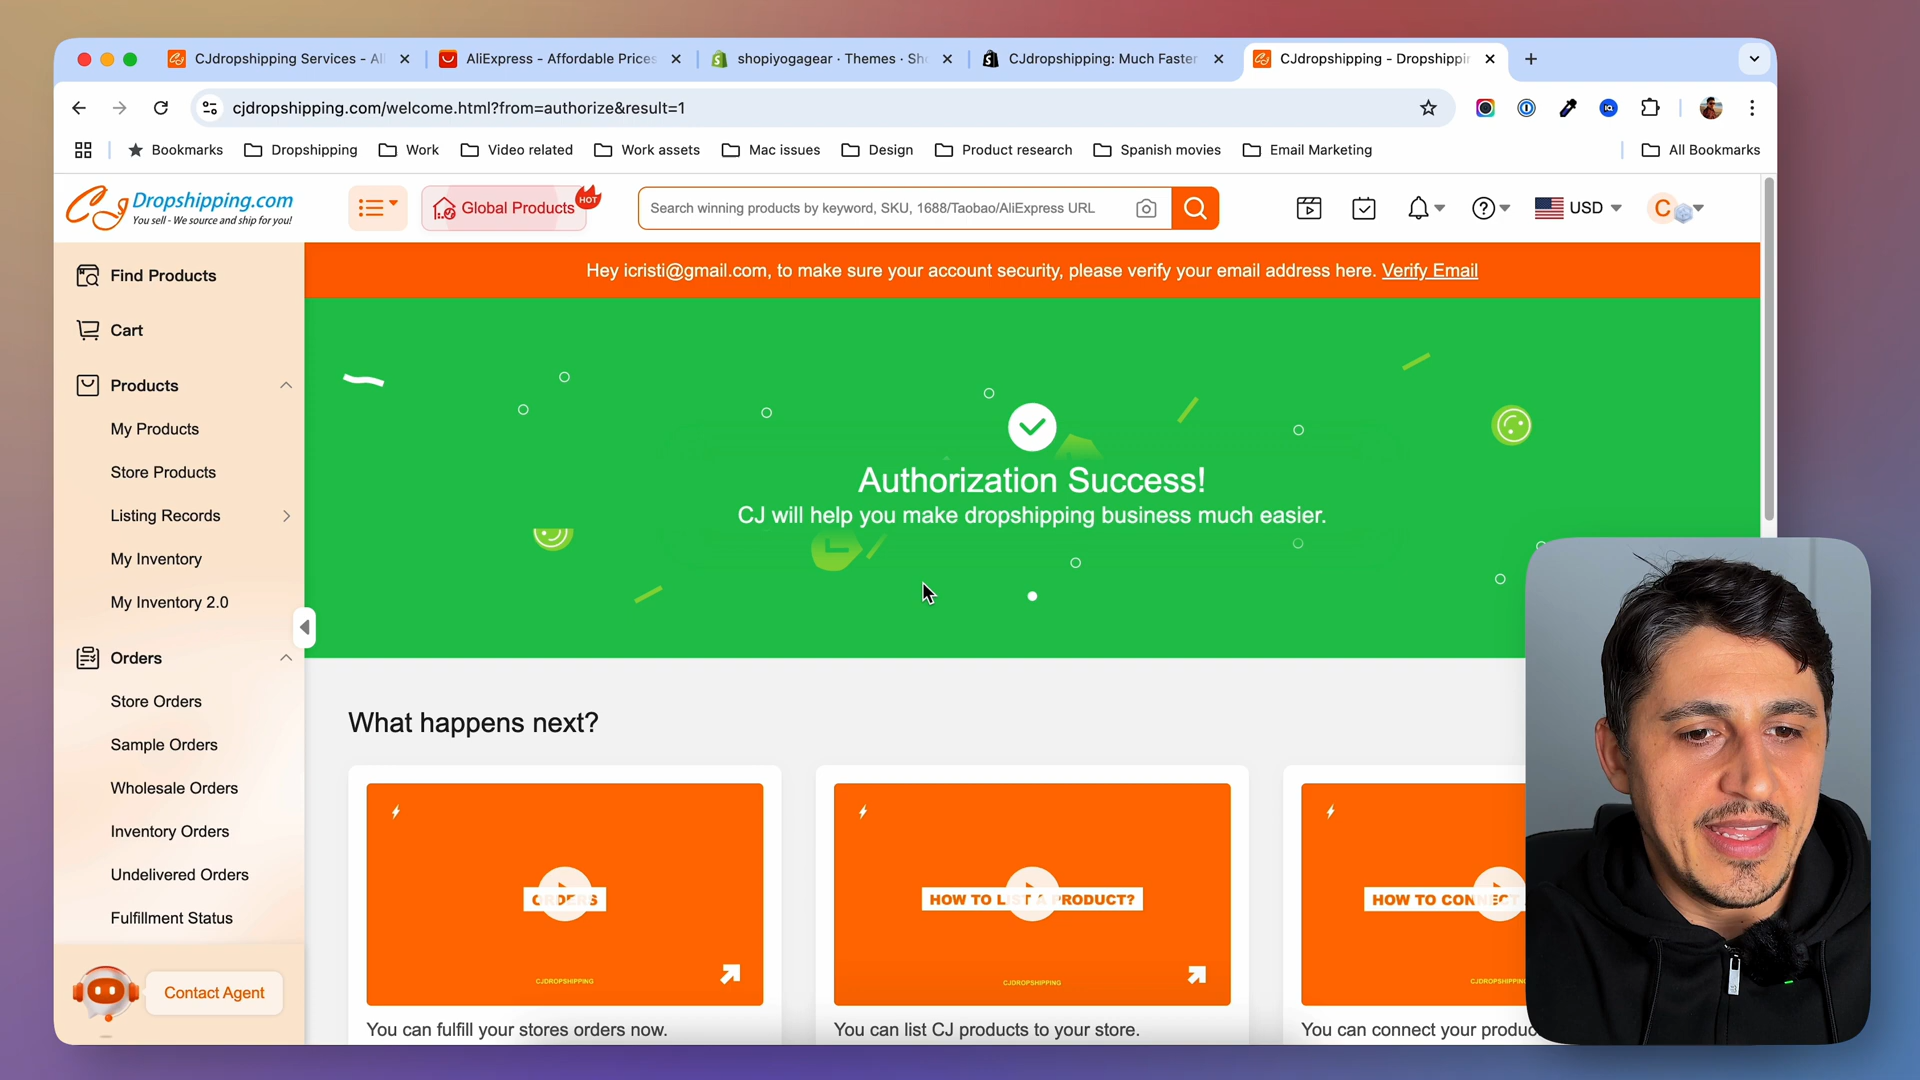 CJdropshipping Services - Al
AliExpress - Affordable Prices
shopiyogagear · Themes · Sh
CJdropshipping: Much Faster
CJdropshipping - Dropshippin
cjdropshipping.com/welcome.html?from=authorize&result=1
Bookmarks
Dropshipping
Work
Video related
Work assets
Mac issues
Design
Product research
Spanish movies
Email Marketing
All Bookmarks
CJ Dropshipping.com
You sell - We source and ship for you!
Global Products
HOT
Search winning products by keyword, SKU, 1688/Taobao/AliExpress URL
USD
C
Hey icristi@gmail.com, to make sure your account security, please verify your email address here. Verify Email
Find Products
Cart
Products
My Products
Store Products
Listing Records
My Inventory
My Inventory 2.0
Orders
Store Orders
Sample Orders
Wholesale Orders
Inventory Orders
Undelivered Orders
Fulfillment Status
Contact Agent
Authorization Success!
CJ will help you make dropshipping business much easier.
What happens next?
ORDERS
CJDROPSHIPPING
You can fulfill your stores orders now.
HOW TO LIST A PRODUCT?
CJDROPSHIPPING
You can list CJ products to your store.
HOW TO CONNECT
CJDROPSHIPPING
You can connect your produc